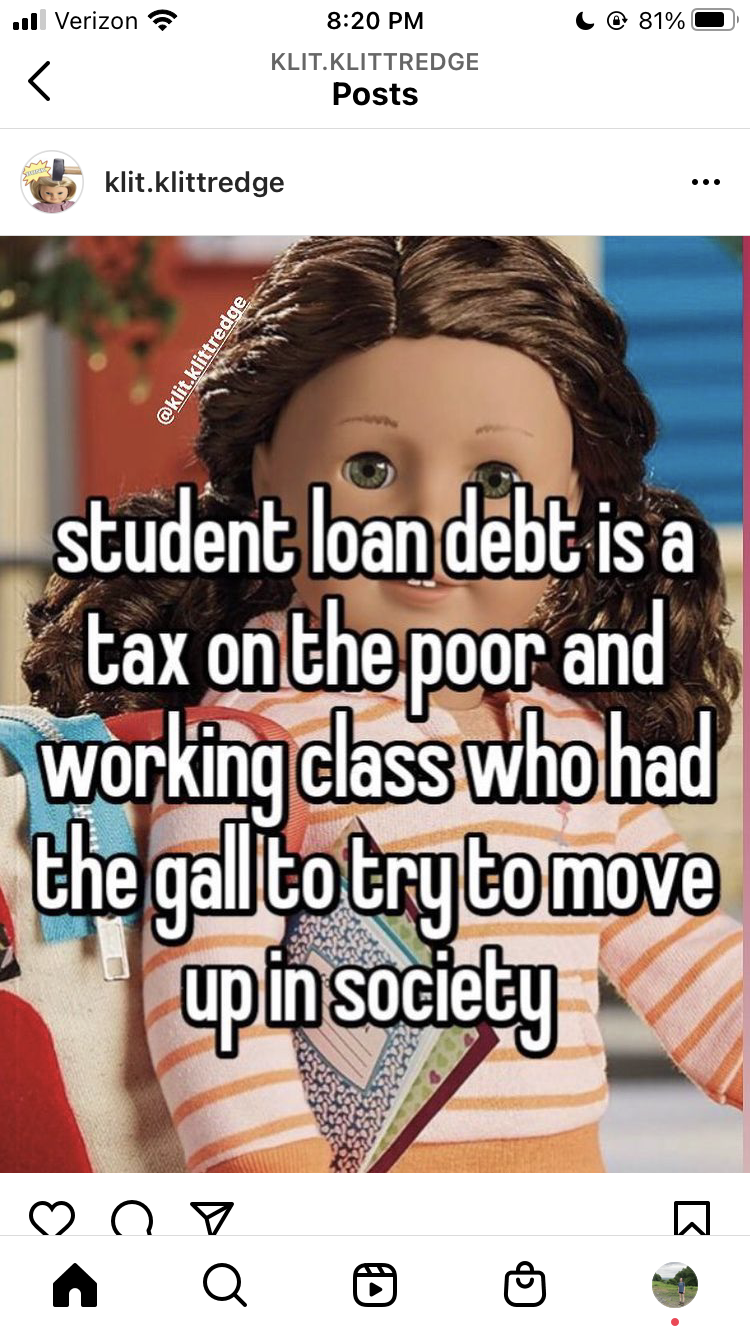 Verizon 8:20 PM 81%
KLIT.KLITTREDGE
Posts
klit.klittredge
@klit.klittredge
student loan debt is a
tax on the poor and
working class who had
the gall to try to move
up in society